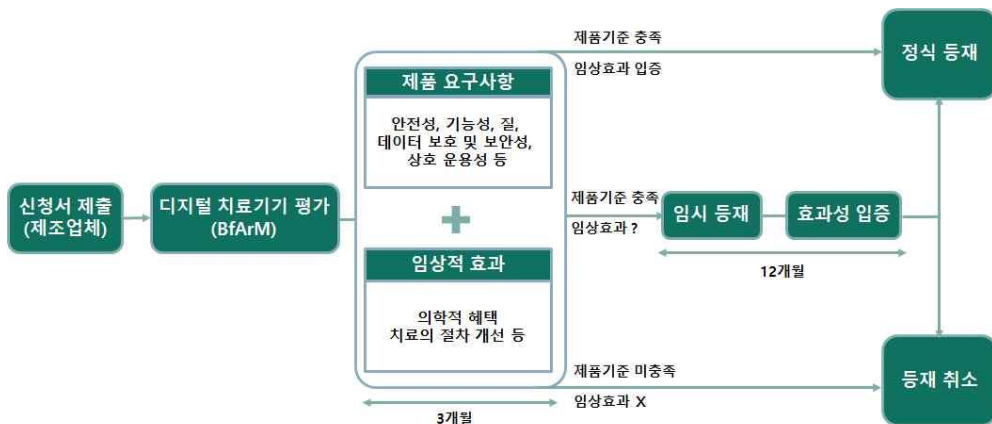 신청서 제출
(제조업체)
디지털 치료기기 평가
(BfArM)
제품 요구사항
안전성, 기능성, 질,
데이터 보호 및 보안성,
상호 운용성 등
임상적 효과
의학적 혜택
치료의 절차 개선 등
3개월
제품기준 충족
임상효과 입증
정식 등재
제품기준 충족
임상효과 ?
임시 등재
효과성 입증
12개월
제품기준 미충족
임상효과 X
등재 취소